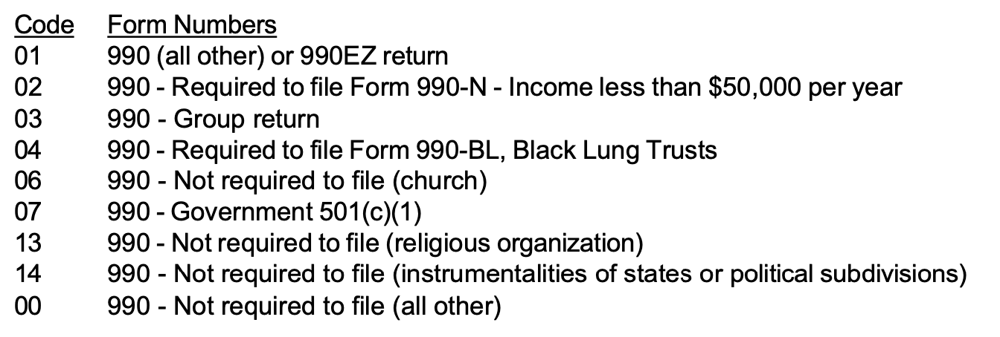 Code Form Numbers
01 990 (all other) or 990EZ return
02 990 - Required to file Form 990-N - Income less than $50,000 per year
03 990 - Group return
04 990 - Required to file Form 990-BL, Black Lung Trusts
06 990 - Not required to file (church)
07 990 - Government 501(c)(1)
13 990 - Not required to file (religious organization)
14 990 - Not required to file (instrumentalities of states or political subdivisions)
00 990 - Not required to file (all other)